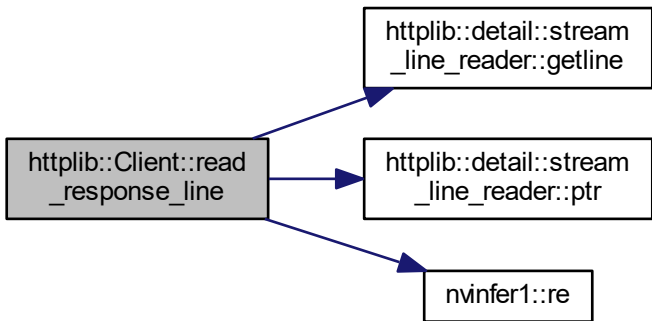 httplib::detail::stream
_line_reader::getline
httplib::Client::read
_response_line
httplib::detail::stream
_line_reader::ptr
nvinfer1::re